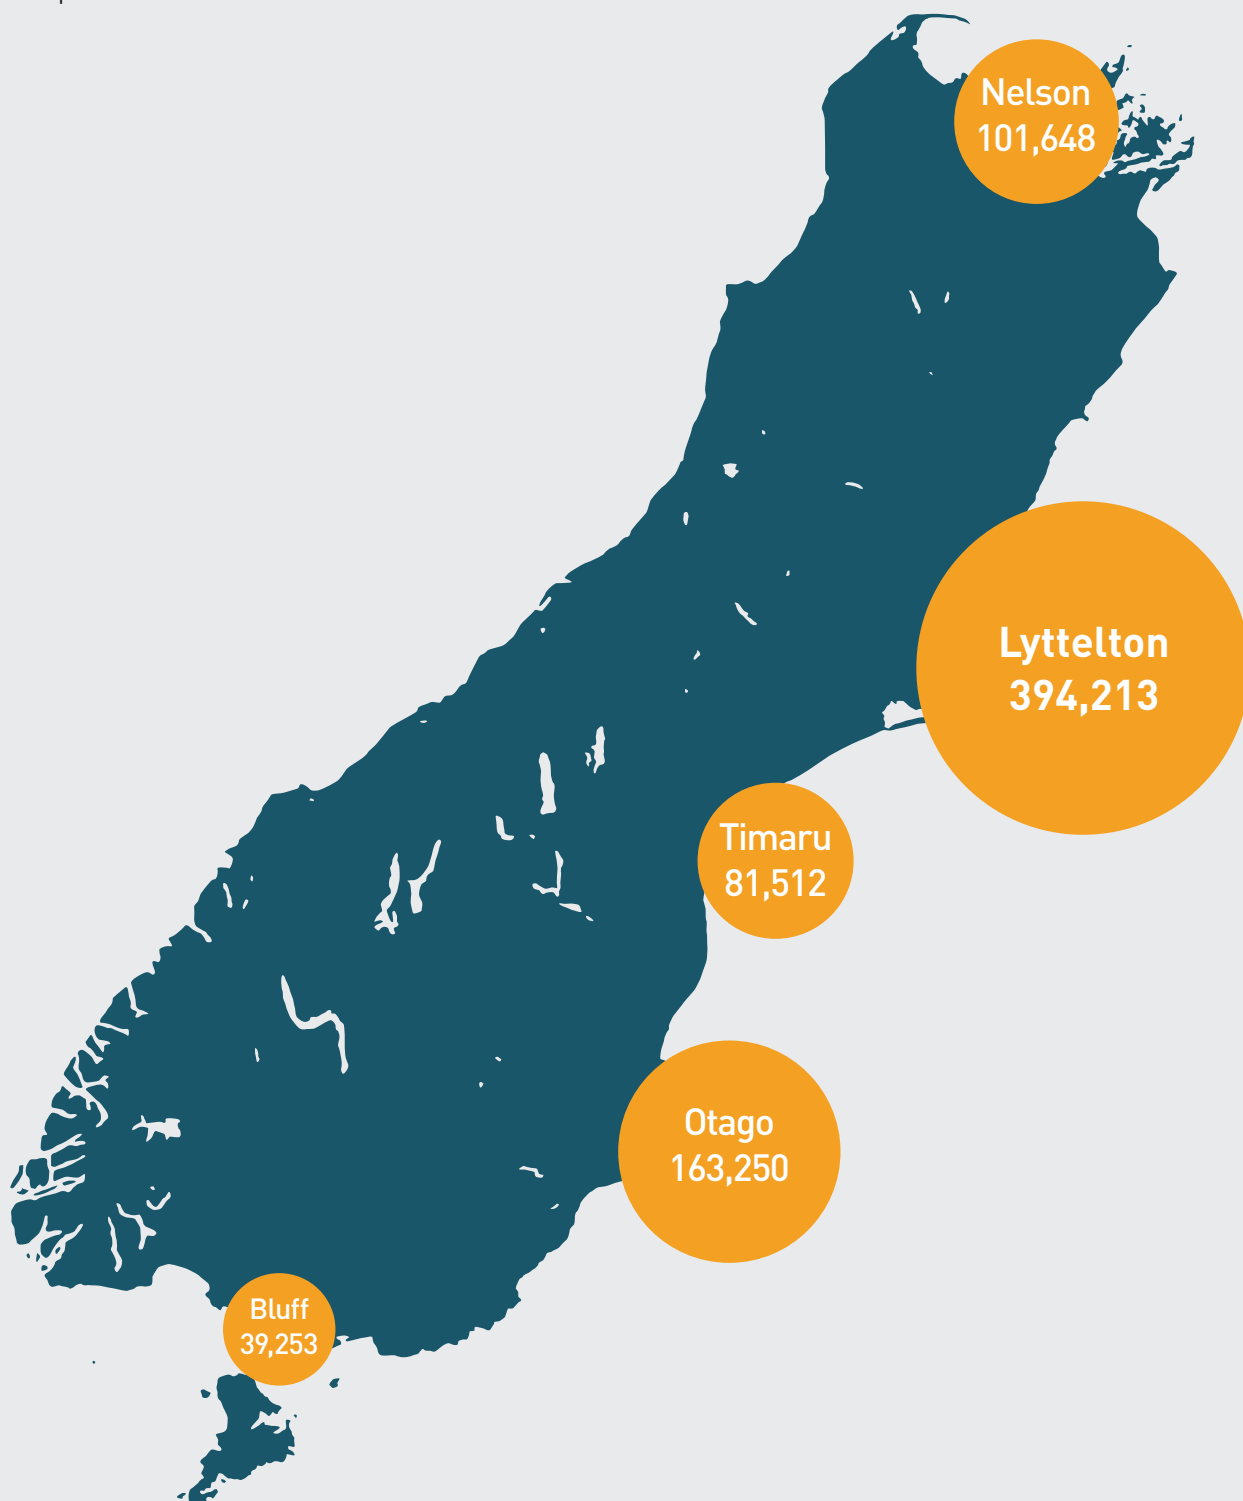 Nelson
101,648
Lyttelton
394,213
Timaru
81,512
Otago
163,250
Bluff
39,253